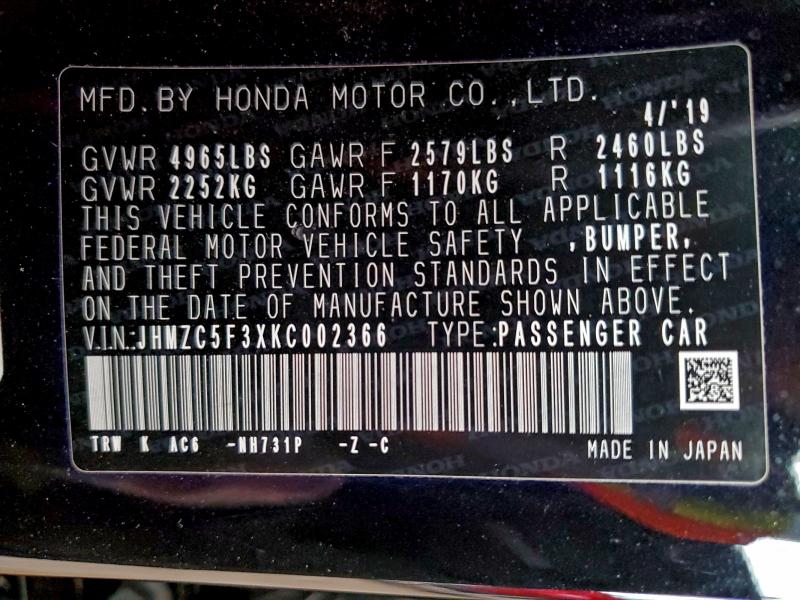 MFD. BY HONDA MOTOR CO., LTD.
4/'19
GVWR 4965LBS GAWR F 2579LBS R 2460LBS
GVWR 2252KG GAWR F 1170KG R 1116KG
THIS VEHICLE CONFORMS TO ALL APPLICABLE
FEDERAL MOTOR VEHICLE SAFETY ,BUMPER,
AND THEFT PREVENTION STANDARDS IN EFFECT
ON THE DATE OF MANUFACTURE SHOWN ABOVE.
V.I.N.:JHMZC5F3XKC002366 TYPE:PASSENGER CAR
TRW K AC6 -NH731P -Z -C
MADE IN JAPAN